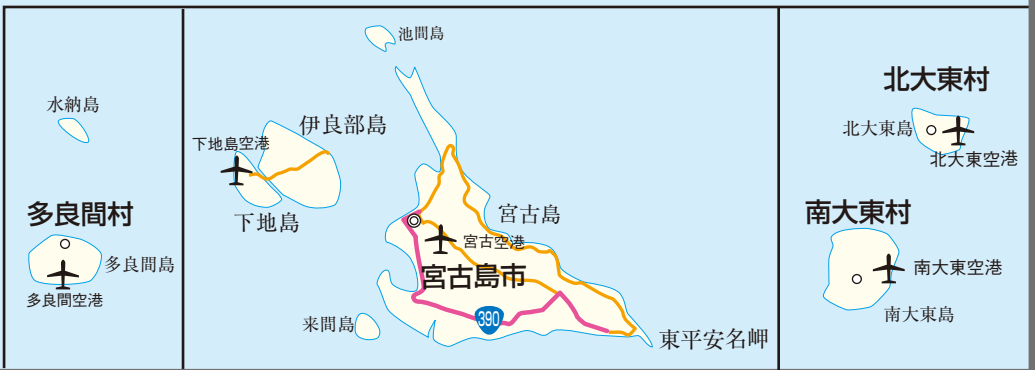 水納島
多良間村
多良間島
多良間空港
池間島
伊良部島
下地島空港
下地島
宮古島
宮古空港
宮古島市
来間島
390
東平安名岬
北大東村
北大東島
北大東空港
南大東村
南大東空港
南大東島